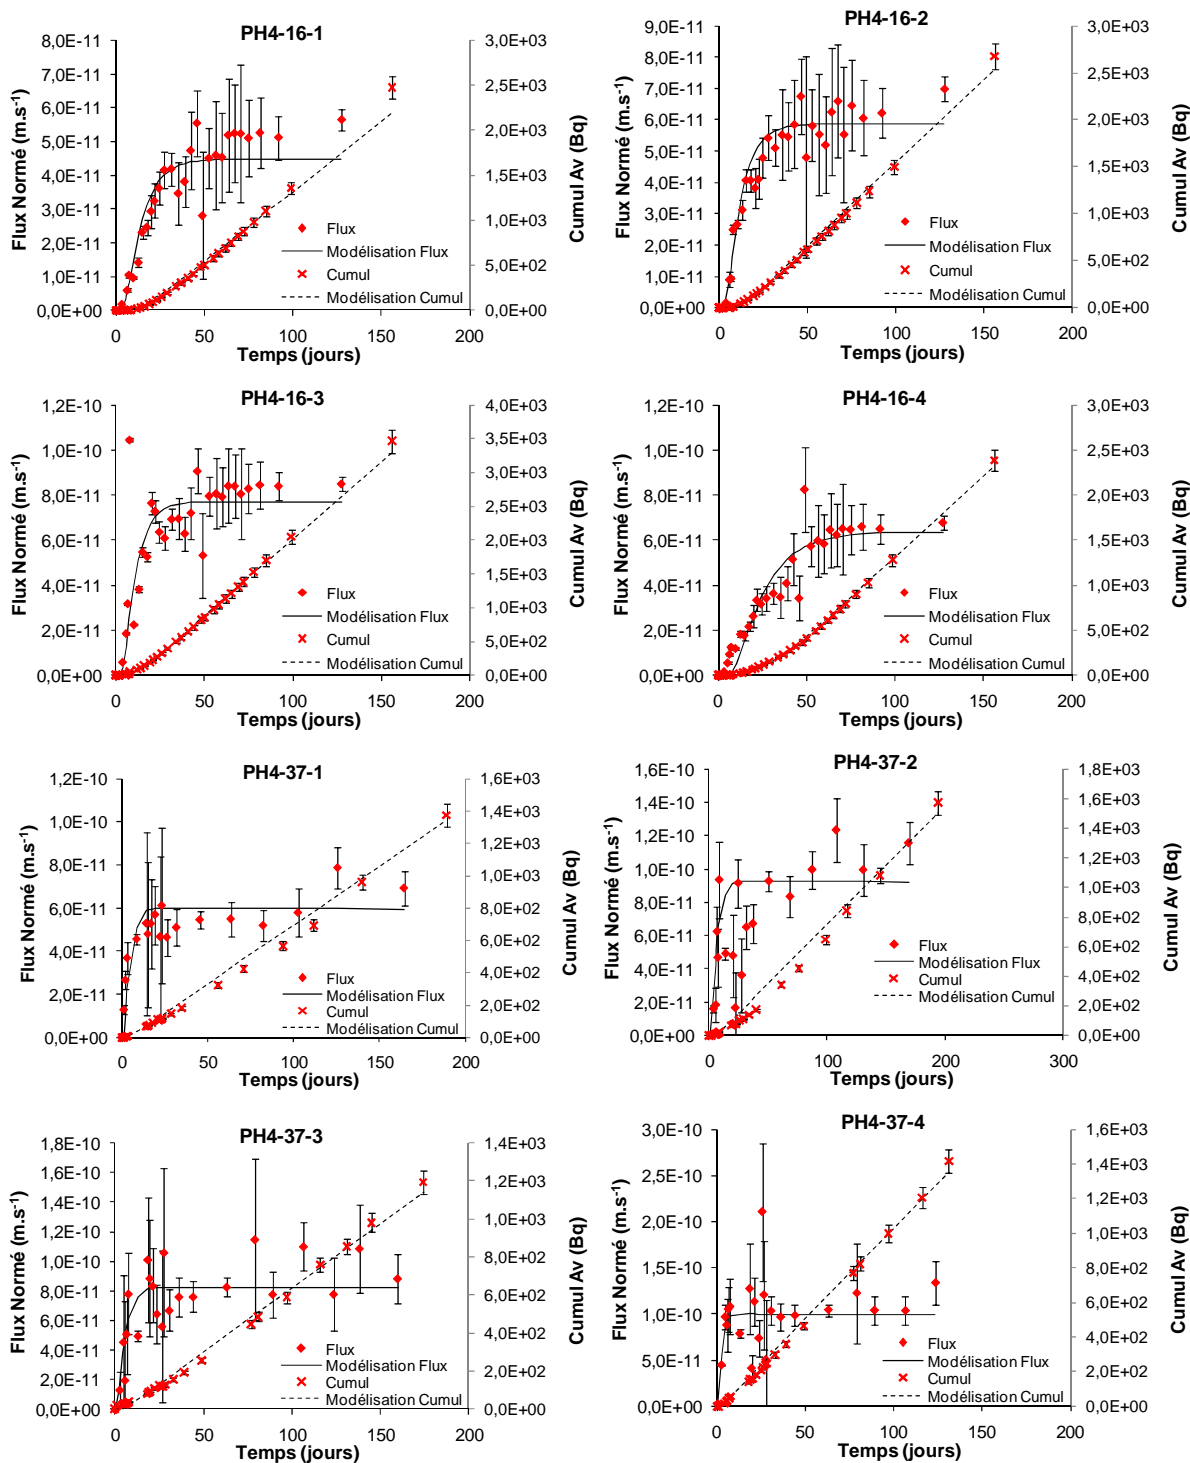 PH4-16-1
8,0E-11
7,0E-11
6,0E-11
5,0E-11
4,0E-11
3,0E-11
2,0E-11
1,0E-11
0,0E+00
Flux Normé (m.s⁻¹)
3,0E+03
2,5E+03
2,0E+03
1,5E+03
1,0E+03
5,0E+02
0,0E+00
Cumul Av (Bq)
Flux
Modélisation Flux
Cumul
Modélisation Cumul
0 50 100 150 200
Temps (jours)
PH4-16-2
9,0E-11
8,0E-11
7,0E-11
6,0E-11
5,0E-11
4,0E-11
3,0E-11
2,0E-11
1,0E-11
0,0E+00
Flux Normé (m.s⁻¹)
3,0E+03
2,5E+03
2,0E+03
1,5E+03
1,0E+03
5,0E+02
0,0E+00
Cumul Av (Bq)
Flux
Modélisation Flux
Cumul
Modélisation Cumul
0 50 100 150 200
Temps (jours)
PH4-16-3
1,2E-10
1,0E-10
8,0E-11
6,0E-11
4,0E-11
2,0E-11
0,0E+00
Flux Normé (m.s⁻¹)
4,0E+03
3,5E+03
3,0E+03
2,5E+03
2,0E+03
1,5E+03
1,0E+03
5,0E+02
0,0E+00
Cumul Av (Bq)
Flux
Modélisation Flux
Cumul
Modélisation Cumul
0 50 100 150 200
Temps (jours)
PH4-16-4
1,2E-10
1,0E-10
8,0E-11
6,0E-11
4,0E-11
2,0E-11
0,0E+00
Flux Normé (m.s⁻¹)
3,0E+03
2,5E+03
2,0E+03
1,5E+03
1,0E+03
5,0E+02
0,0E+00
Cumul Av (Bq)
Flux
Modélisation Flux
Cumul
Modélisation Cumul
0 50 100 150 200
Temps (jours)
PH4-37-1
1,2E-10
1,0E-10
8,0E-11
6,0E-11
4,0E-11
2,0E-11
0,0E+00
Flux Normé (m.s⁻¹)
1,6E+03
1,4E+03
1,2E+03
1,0E+03
8,0E+02
6,0E+02
4,0E+02
2,0E+02
0,0E+00
Cumul Av (Bq)
Flux
Modélisation Flux
Cumul
Modélisation Cumul
0 50 100 150 200
Temps (jours)
PH4-37-2
1,6E-10
1,4E-10
1,2E-10
1,0E-10
8,0E-11
6,0E-11
4,0E-11
2,0E-11
0,0E+00
Flux Normé (m.s⁻¹)
1,8E+03
1,6E+03
1,4E+03
1,2E+03
1,0E+03
8,0E+02
6,0E+02
4,0E+02
2,0E+02
0,0E+00
Cumul Av (Bq)
Flux
Modélisation Flux
Cumul
Modélisation Cumul
0 100 200 300
Temps (jours)
PH4-37-3
1,8E-10
1,6E-10
1,4E-10
1,2E-10
1,0E-10
8,0E-11
6,0E-11
4,0E-11
2,0E-11
0,0E+00
Flux Normé (m.s⁻¹)
1,4E+03
1,2E+03
1,0E+03
8,0E+02
6,0E+02
4,0E+02
2,0E+02
0,0E+00
Cumul Av (Bq)
Flux
Modélisation Flux
Cumul
Modélisation Cumul
0 50 100 150 200
Temps (jours)
PH4-37-4
3,0E-10
2,5E-10
2,0E-10
1,5E-10
1,0E-10
5,0E-11
0,0E+00
Flux Normé (m.s⁻¹)
1,6E+03
1,4E+03
1,2E+03
1,0E+03
8,0E+02
6,0E+02
4,0E+02
2,0E+02
0,0E+00
Cumul Av (Bq)
Flux
Modélisation Flux
Cumul
Modélisation Cumul
0 50 100 150 200
Temps (jours)